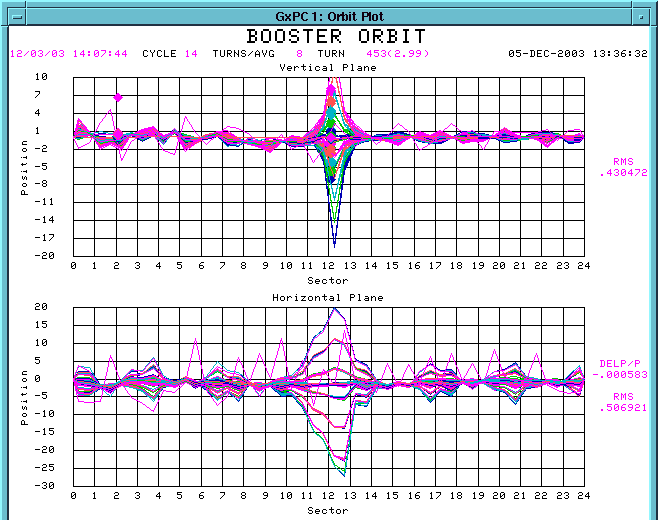 GxPC 1: Orbit Plot
BOOSTER ORBIT
12/03/03 14:07:44 CYCLE 14 TURNS/AVG 8 TURN 453(2.99) 05-DEC-2003 13:36:32
Vertical Plane
10
7
4
1
-2
-5
-8
-11
-14
-17
-20
Position
0 1 2 3 4 5 6 7 8 9 10 11 12 13 14 15 16 17 18 19 20 21 22 23 24
Sector
RMS
.430472
Horizontal Plane
20
15
10
5
0
-5
-10
-15
-20
-25
-30
Position
0 1 2 3 4 5 6 7 8 9 10 11 12 13 14 15 16 17 18 19 20 21 22 23 24
Sector
DELP/P
-.000583
RMS
.506921